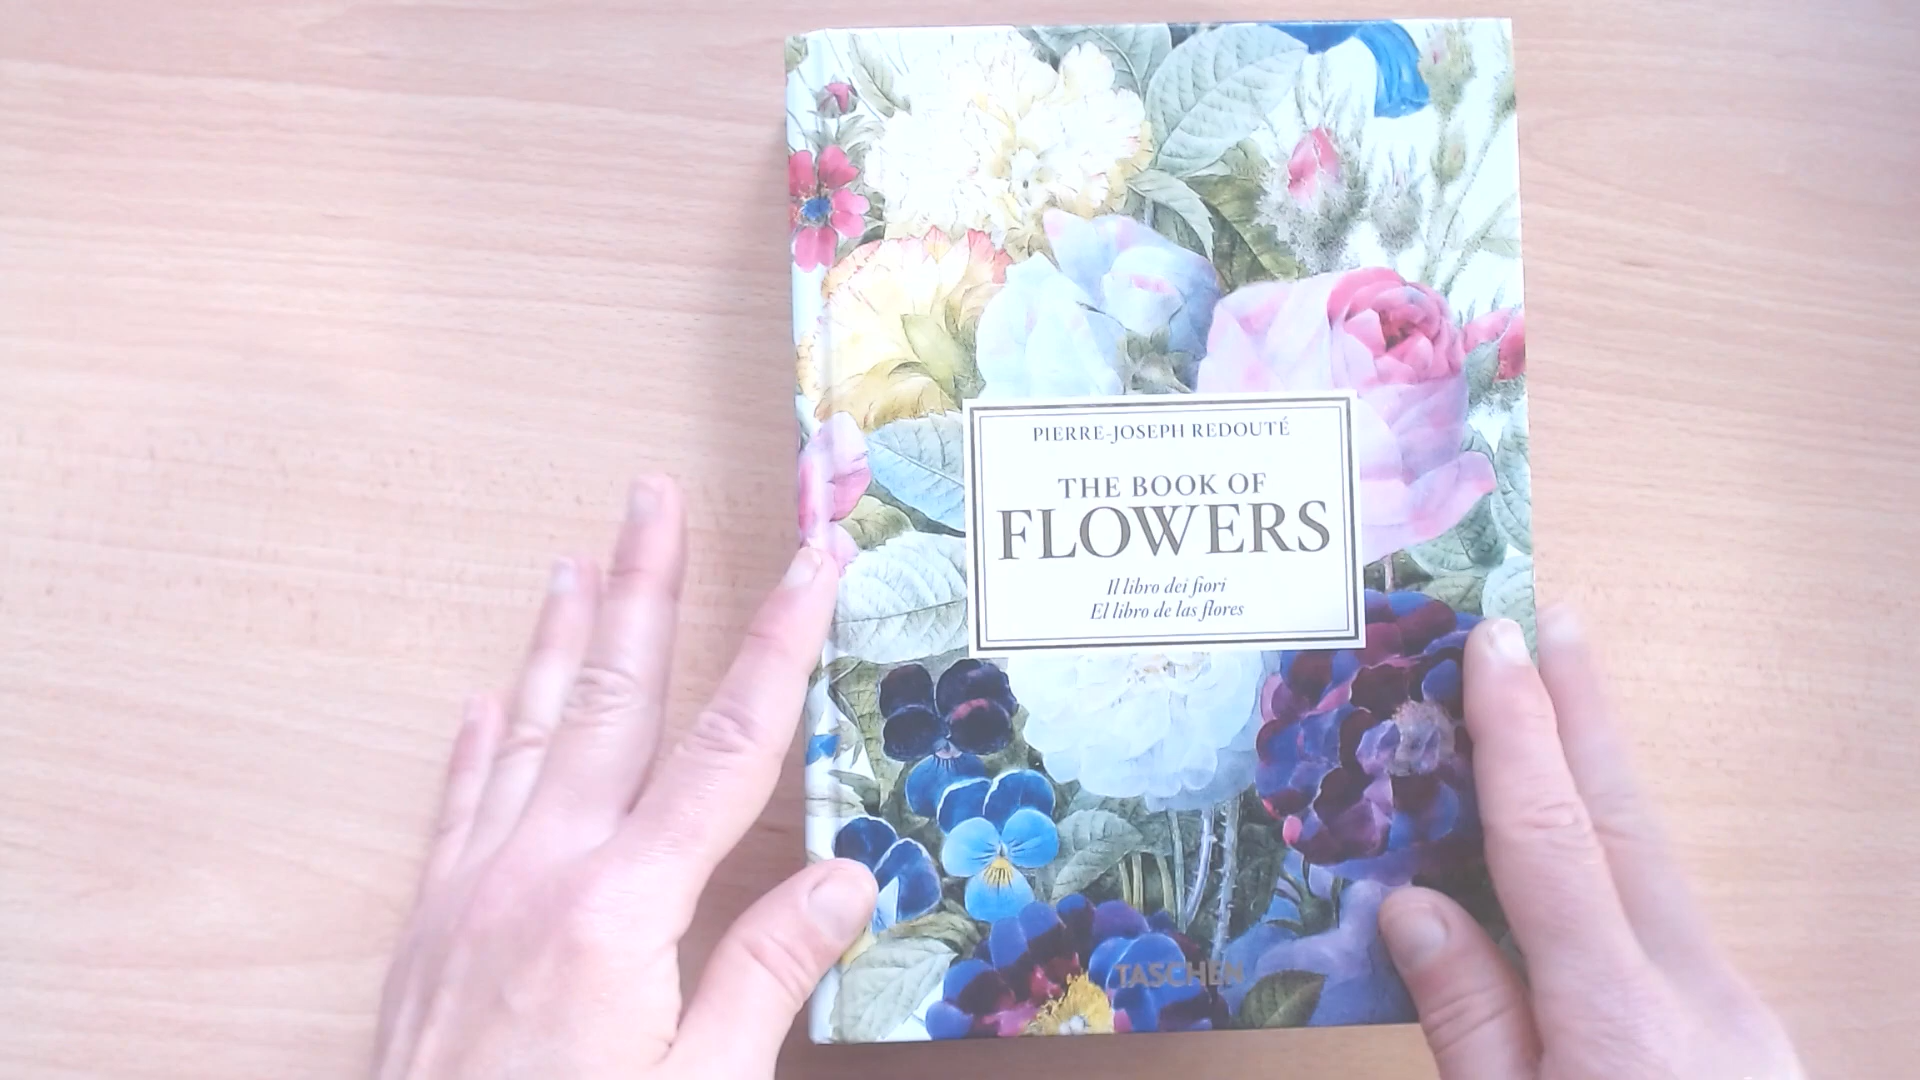 PIERRE-JOSEPH REDOUTÉ
THE BOOK OF
FLOWERS
Il libro dei fiori
El libro de las flores
TASCHEN